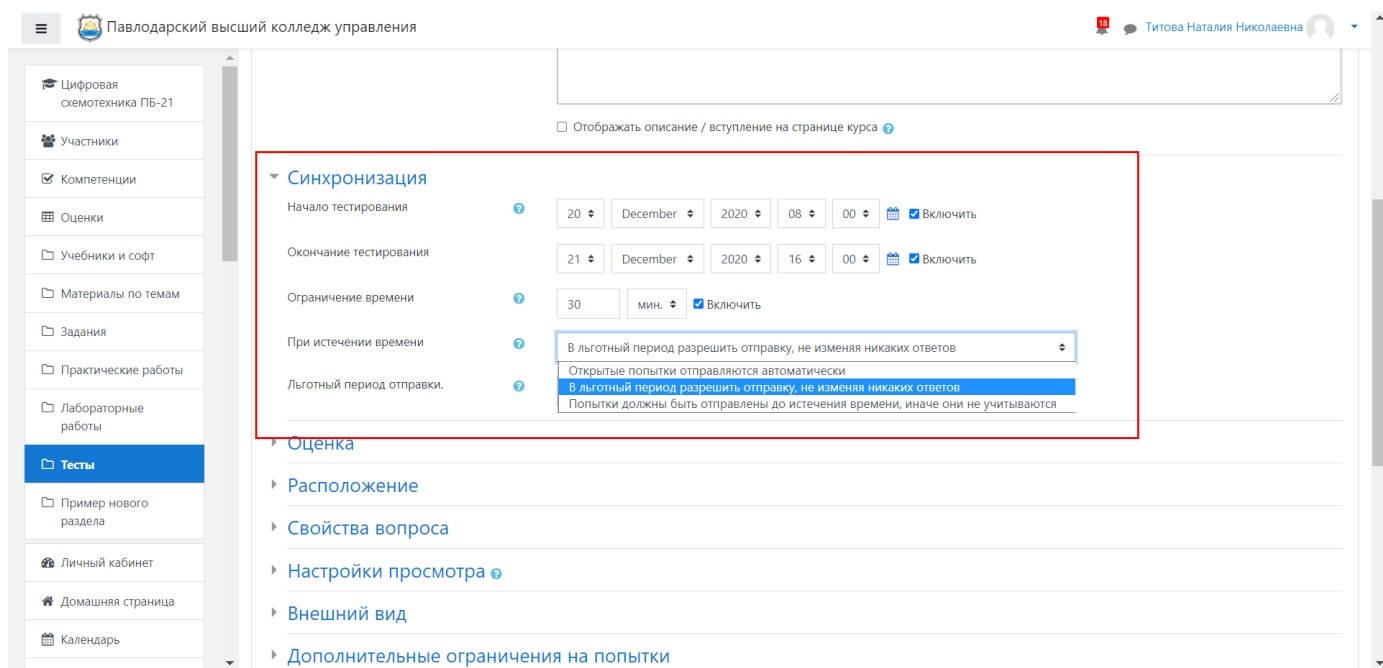 Павлодарский высший колледж управления
18
Титова Наталия Николаевна
Цифровая
схемотехника ПБ-21
Участники
Компетенции
Оценки
Учебники и софт
Материалы по темам
Задания
Практические работы
Лабораторные
работы
Тесты
Пример нового
раздела
Личный кабинет
Домашняя страница
Календарь
Отображать описание / вступление на странице курса
Синхронизация
Начало тестирования 20 December 2020 08 00 Включить
Окончание тестирования 21 December 2020 16 00 Включить
Ограничение времени 30 мин. Включить
При истечении времени В льготный период разрешить отправку, не изменяя никаких ответов
Открытые попытки отправляются автоматически
Льготный период отправки. В льготный период разрешить отправку, не изменяя никаких ответов
Попытки должны быть отправлены до истечения времени, иначе они не учитываются
Оценка
Расположение
Свойства вопроса
Настройки просмотра
Внешний вид
Дополнительные ограничения на попытки